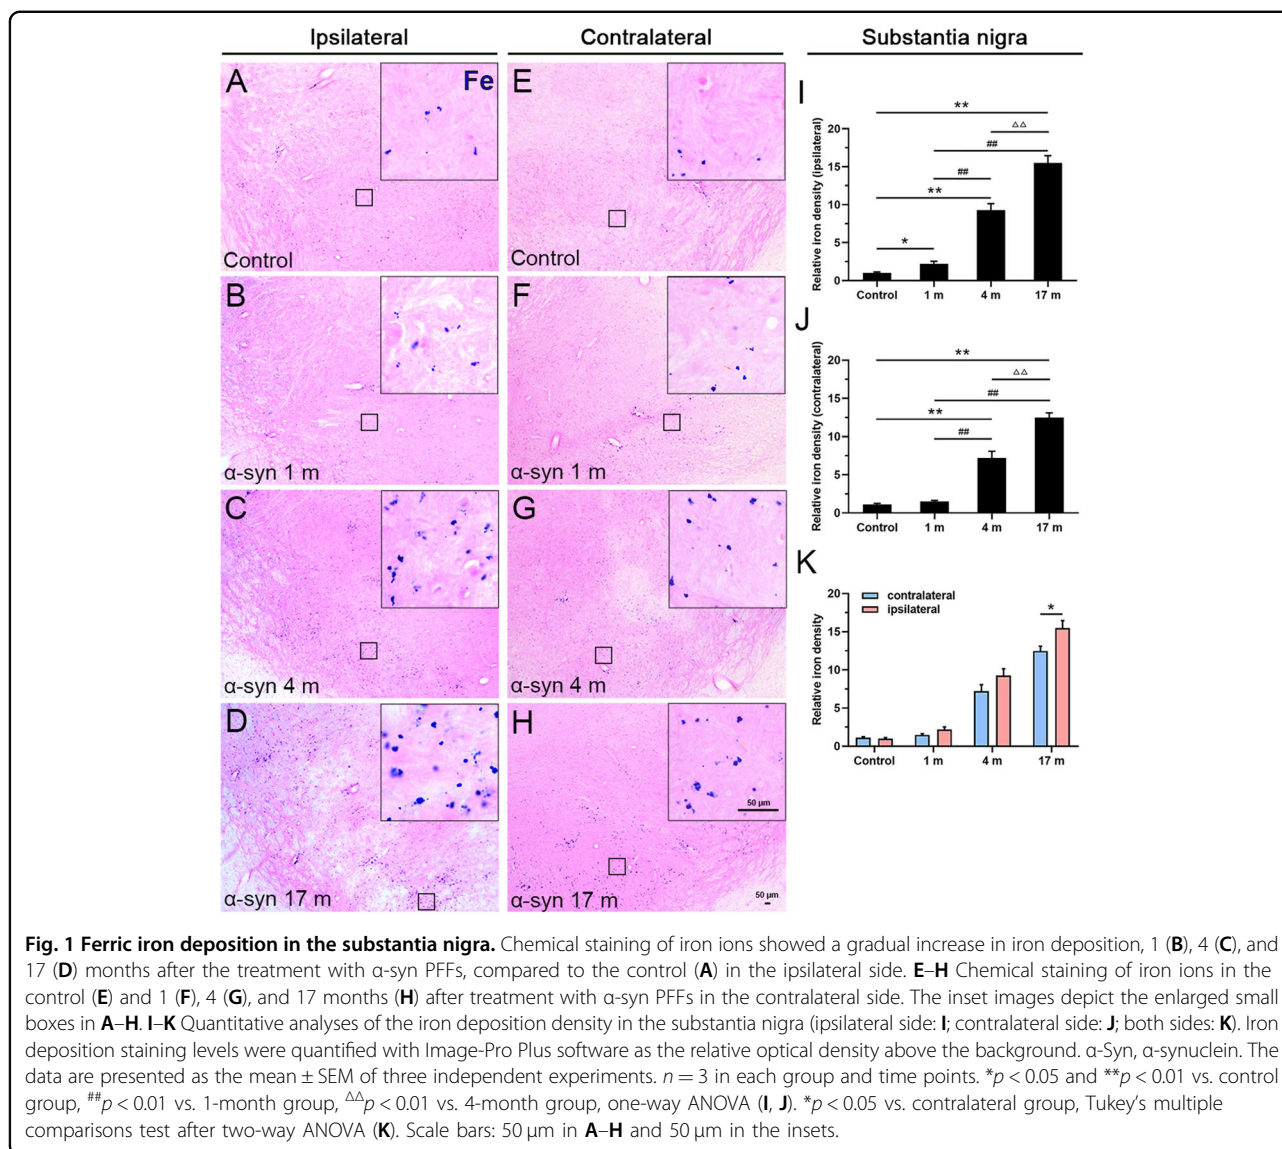 Ipsilateral
Contralateral
Substantia nigra
A
Fe
Control
E
Control
B
α-syn 1 m
F
α-syn 1 m
C
α-syn 4 m
G
α-syn 4 m
D
α-syn 17 m
H
50 µm
50 µm
α-syn 17 m
I
Relative iron density (ipsilateral)
20
15
10
5
0
**
△△
##
##
**
*
Control 1 m 4 m 17 m
J
Relative iron density (contralateral)
20
15
10
5
0
**
△△
##
**
##
Control 1 m 4 m 17 m
K
Relative iron density
20
15
10
5
0
contralateral
ipsilateral
*
Control 1 m 4 m 17 m
Fig. 1 Ferric iron deposition in the substantia nigra. Chemical staining of iron ions showed a gradual increase in iron deposition, 1 (B), 4 (C), and
17 (D) months after the treatment with α-syn PFFs, compared to the control (A) in the ipsilateral side. E–H Chemical staining of iron ions in the
control (E) and 1 (F), 4 (G), and 17 months (H) after treatment with α-syn PFFs in the contralateral side. The inset images depict the enlarged small
boxes in A–H. I–K Quantitative analyses of the iron deposition density in the substantia nigra (ipsilateral side: I; contralateral side: J; both sides: K). Iron
deposition staining levels were quantified with Image-Pro Plus software as the relative optical density above the background. α-Syn, α-synuclein. The
data are presented as the mean ± SEM of three independent experiments. n = 3 in each group and time points. *p < 0.05 and **p < 0.01 vs. control
group, ##p < 0.01 vs. 1-month group, △△p < 0.01 vs. 4-month group, one-way ANOVA (I, J). *p < 0.05 vs. contralateral group, Tukey's multiple
comparisons test after two-way ANOVA (K). Scale bars: 50 µm in A–H and 50 µm in the insets.